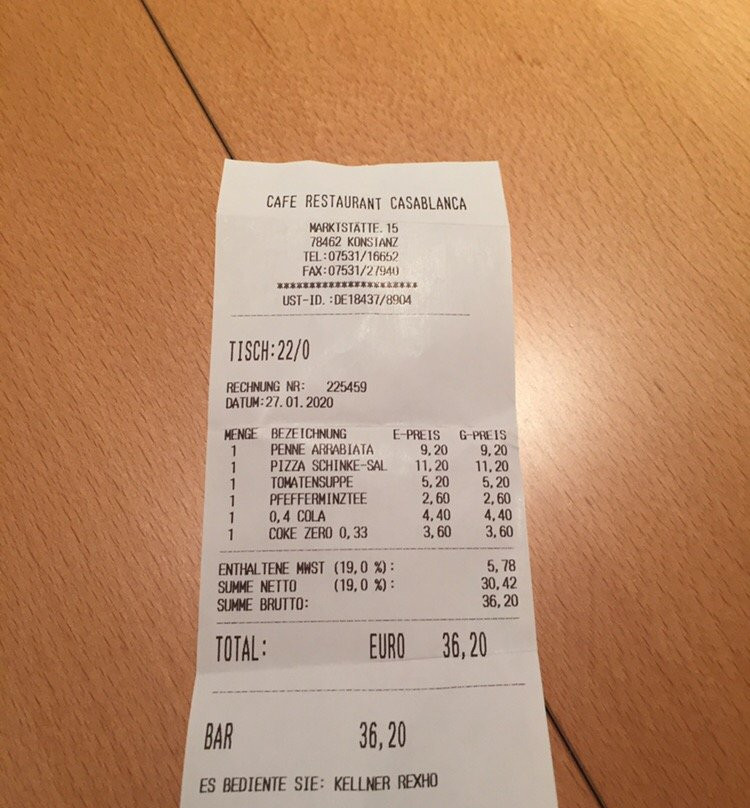 CAFE RESTAURANT CASABLANCA
MARKTSTATTE. 15
78462 KONSTANZ
TEL:07531/16652
FAX:07531/27940
**********************
UST-ID. :DE18437/8904
TISCH:22/0
RECHNUNG NR: 225459
DATUM:27.01.2020
MENGE BEZEICHNUNG E-PREIS G-PREIS
1 PENNE ARRABIATA 9,20 9,20
1 PIZZA SCHINKE-SAL 11,20 11,20
1 TOMATENSUPPE 5,20 5,20
1 PFEFFERMINZTEE 2,60 2,60
1 0,4 COLA 4,40 4,40
1 COKE ZERO 0,33 3,60 3,60
ENTHALTENE MWST (19,0 %): 5,78
SUMME NETTO (19,0 %): 30,42
SUMME BRUTTO: 36,20
TOTAL: EURO 36,20
BAR 36,20
ES BEDIENTE SIE: KELLNER REXHO